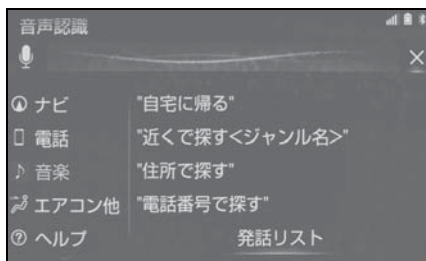 音声認識
ナビ
"自宅に帰る"
電話
"近くで探す<ジャンル名>"
音楽
"住所で探す"
エアコン他
"電話番号で探す"
ヘルプ
発話リスト